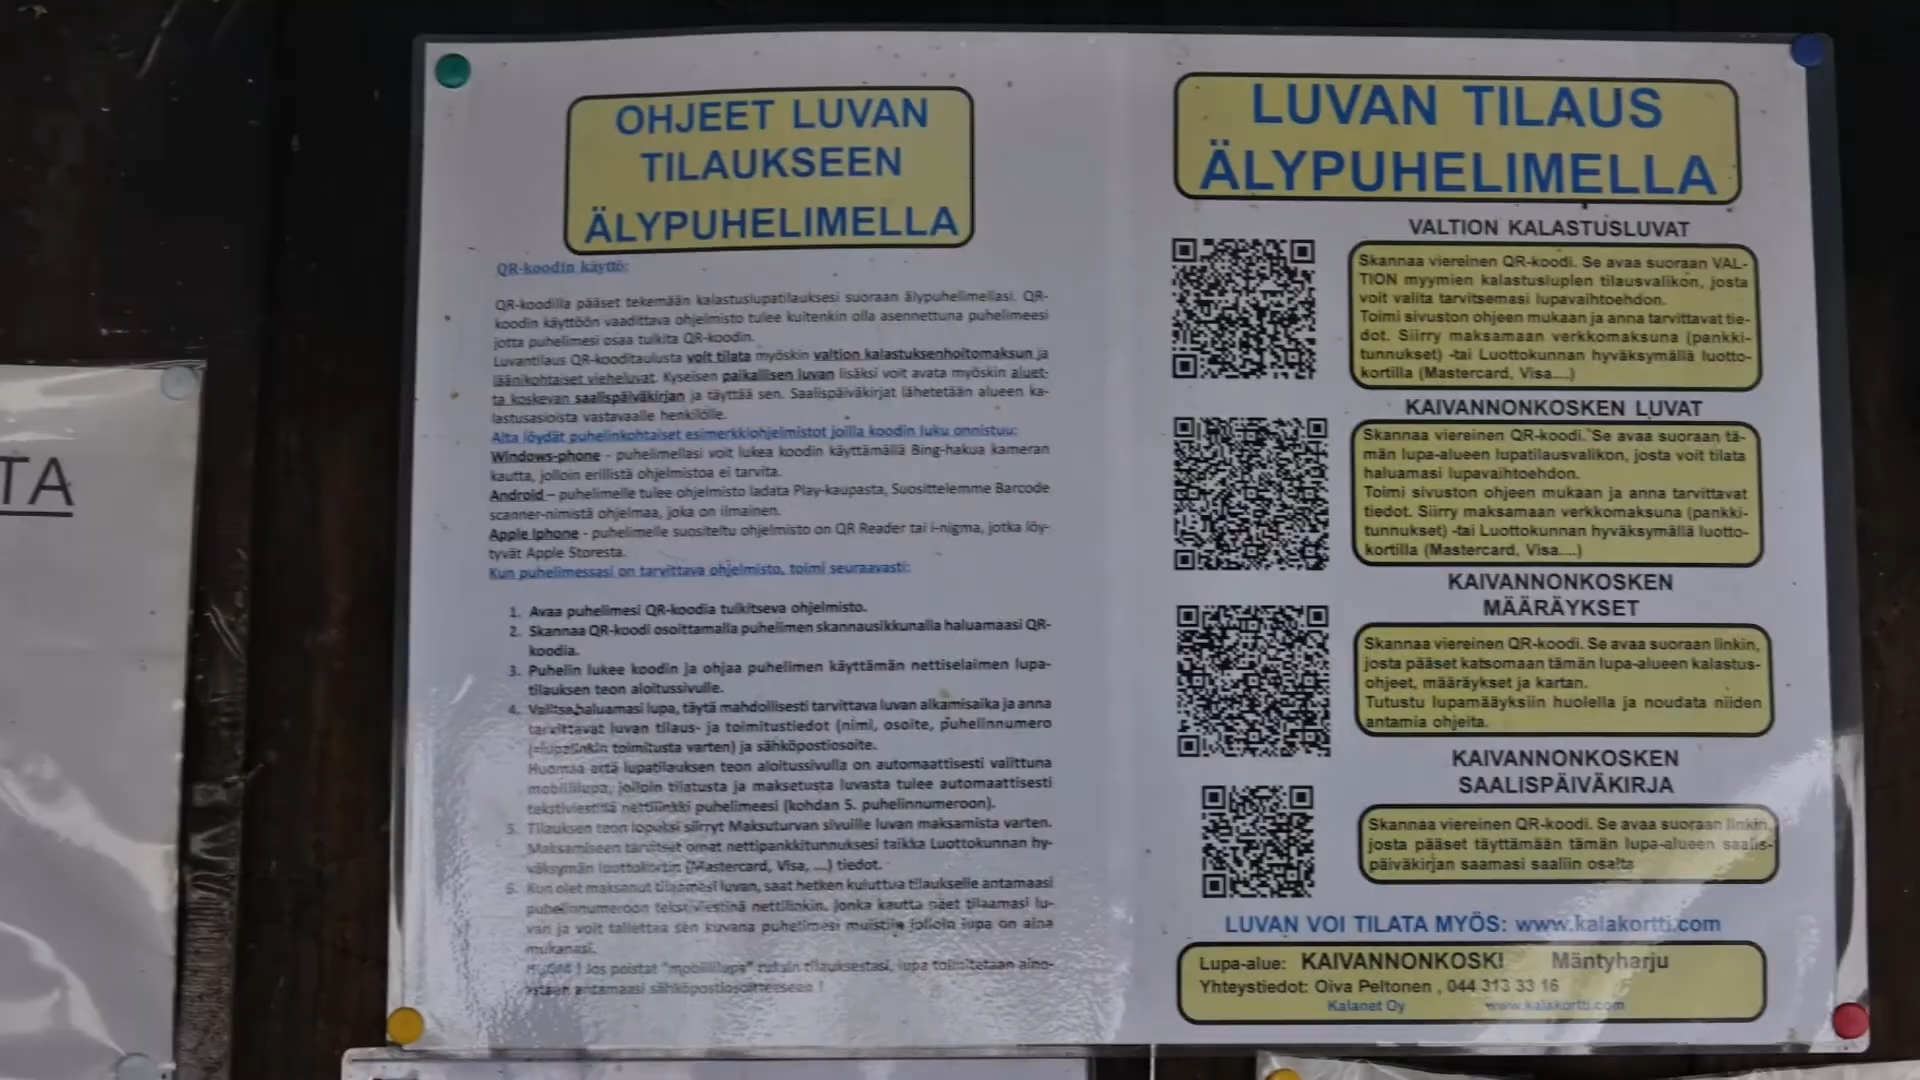 TA
OHJEET LUVAN
TILAUKSEEN
ÄLYPUHELIMELLA
QR-koodin käyttö:
QR-koodilla pääset tekemään kalastuslupatilauksesi suoraan älypuhelimellasi. QR-
koodin käyttöön vaadittava ohjelmisto tulee kuitenkin olla asennettuna puhelimeesi
jotta puhelimesi osaa tulkita QR-koodin.
Luvantilaus QR-kooditaulusta voit tilata myöskin valtion kalastuksenhoitomaksun ja
läänikohtaiset vieheluvat. Kyseisen paikallisen luvan lisäksi voit avata myöskin aluet-
ta koskevan saalispäiväkirjan ja täyttää sen. Saalispäiväkirjat lähetetään alueen ka-
lastusasioista vastaavalle henkilölle.
Alta löydät puhelinkohtaiset esimerkkiohjelmistot joilla koodin luku onnistuu:
Windows-phone - puhelimellasi voit lukea koodin käyttämällä Bing-hakua kameran
kautta, jolloin erillistä ohjelmistoa ei tarvita.
Android – puhelimelle tulee ohjelmisto ladata Play-kaupasta, Suosittelemme Barcode
scanner-nimistä ohjelmaa, joka on ilmainen.
Apple Iphone - puhelimelle suositeltu ohjelmisto on QR Reader tai i-nigma, jotka löy-
tyvät Apple Storesta.
Kun puhelimessasi on tarvittava ohjelmisto, toimi seuraavasti:
1. Avaa puhelimesi QR-koodia tulkitseva ohjelmisto.
2. Skannaa QR-koodi osoittamalla puhelimen skannausikkunalla haluamaasi QR-
koodia.
3. Puhelin lukee koodin ja ohjaa puhelimen käyttämän nettiselaimen lupa-
tilauksen teon aloitussivulle.
4. Valitse haluamasi lupa, täytä mahdollisesti tarvittava luvan alkamisaika ja anna
tarvittavat luvan tilaus- ja toimitustiedot (nimi, osoite, puhelinnumero
(=lupalinkin toimitusta varten) ja sähköpostiosoite.
Huomaa että lupatilauksen teon aloitussivulla on automaattisesti valittuna
mobiililupa, jolloin tilatusta ja maksetusta luvasta tulee automaattisesti
tekstiviestinä nettilinkki puhelimeesi (kohdan 5. puhelinnumeroon).
5. Tilauksen teon lopuksi siirryt Maksuturvan sivuille luvan maksamista varten.
Maksamiseen tarvitset omat nettipankkitunnuksesi taikka Luottokunnan hy-
väksymän luottokortin (Mastercard, Visa, ...) tiedot.
6. Kun olet maksanut tilaamasi luvan, saat hetken kuluttua tilaukselle antamaasi
puhelinnumeroon tekstiviestinä nettilinkin, jonka kautta näet tilaamasi lu-
van ja voit tallettaa sen kuvana puhelimesi muistiin jolloin lupa on aina
mukanasi.
HUOM ! Jos poistat "mobiililupa" ruksin tilauksestasi, lupa toimitetaan aino-
astaan antamaasi sähköpostiosoitteeseen !
LUVAN TILAUS
ÄLYPUHELIMELLA
VALTION KALASTUSLUVAT
Skannaa viereinen QR-koodi. Se avaa suoraan VAL-
TION myymien kalastusluplen tilausvalikon, josta
voit valita tarvitsemasi lupavaihtoehdon.
Toimi sivuston ohjeen mukaan ja anna tarvittavat tie-
dot. Siirry maksamaan verkkomaksuna (pankki-
tunnukset) -tai Luottokunnan hyväksymällä luotto-
kortilla (Mastercard, Visa....)
KAIVANNONKOSKEN LUVAT
Skannaa viereinen QR-koodi. Se avaa suoraan tä-
män lupa-alueen lupatilausvalikon, josta voit tilata
haluamasi lupavaihtoehdon.
Toimi sivuston ohjeen mukaan ja anna tarvittavat
tiedot. Siirry maksamaan verkkomaksuna (pankki-
tunnukset) -tai Luottokunnan hyväksymällä luotto-
kortilla (Mastercard, Visa....)
KAIVANNONKOSKEN
MÄÄRÄYKSET
Skannaa viereinen QR-koodi. Se avaa suoraan linkin,
josta pääset katsomaan tämän lupa-alueen kalastus-
ohjeet, määräykset ja kartan.
Tutustu lupamääyksiin huolella ja noudata niiden
antamia ohjeita.
KAIVANNONKOSKEN
SAALISPÄIVÄKIRJA
Skannaa viereinen QR-koodi. Se avaa suoraan linkin,
josta pääset täyttämään tämän lupa-alueen saalis-
päiväkirjan saamasi saaliin osalta
LUVAN VOI TILATA MYÖS: www.kalakortti.com
Lupa-alue: KAIVANNONKOSKI Mäntyharju
Yhteystiedot: Oiva Peltonen , 044 313 33 16
Kalanet Oy www.kalakortti.com